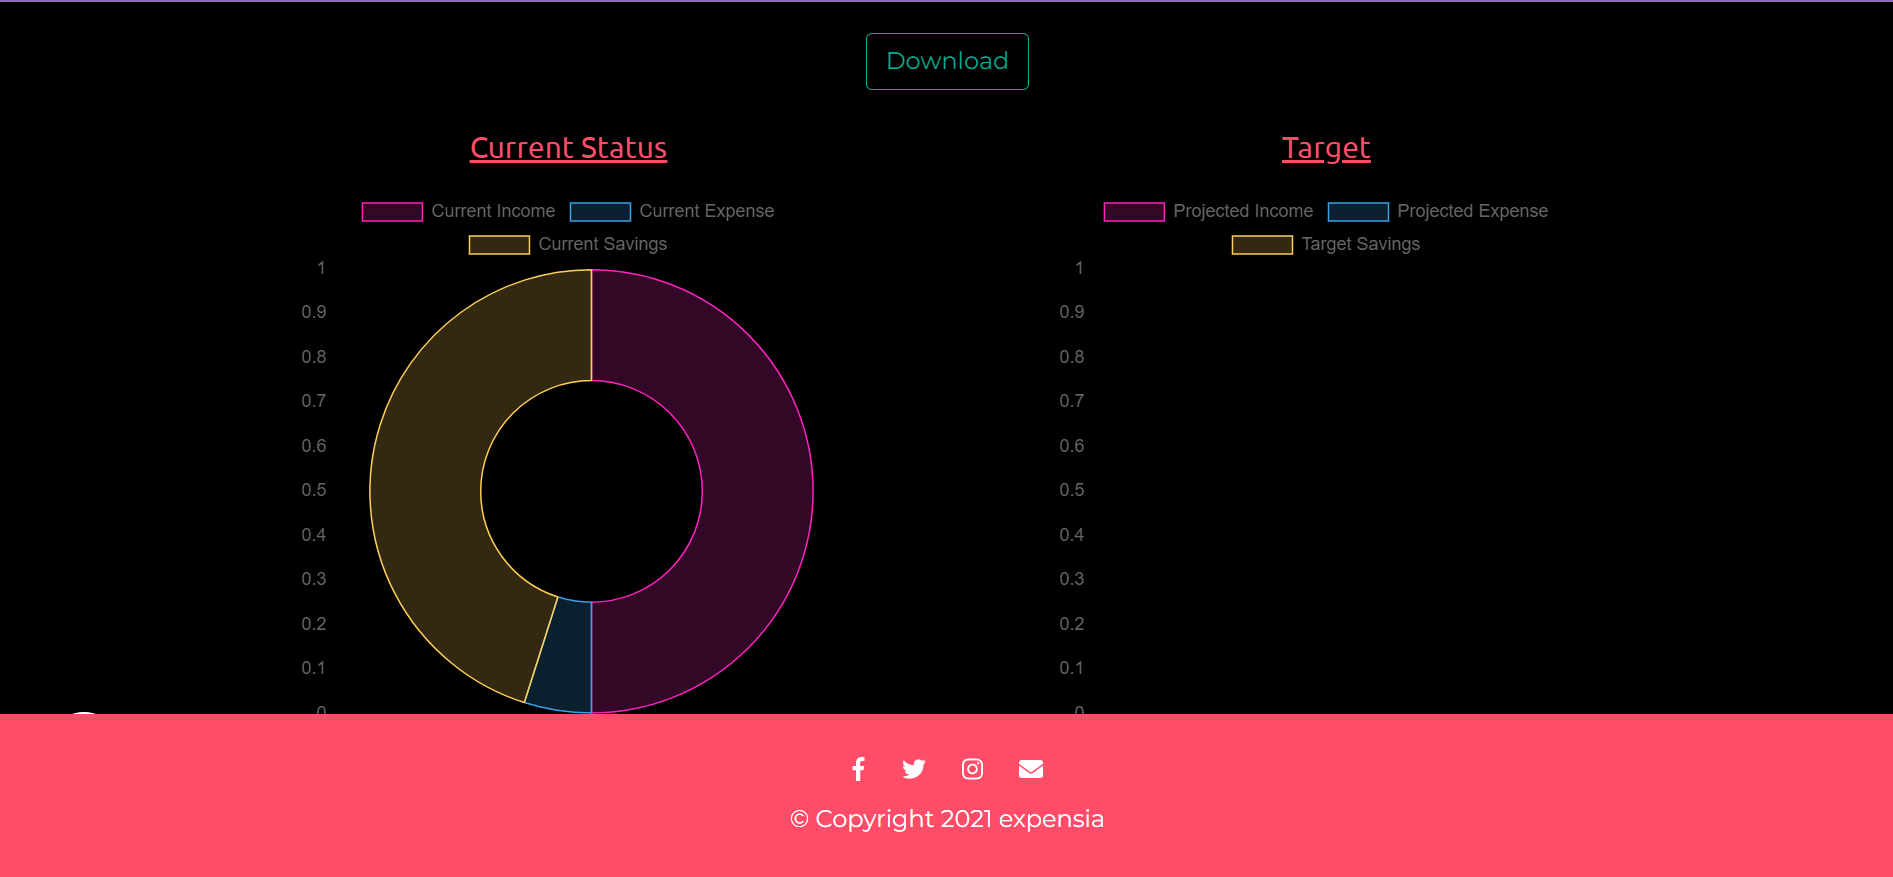 Download
Current Status
Current Income Current Expense
Current Savings
1
0.9
0.8
0.7
0.6
0.5
0.4
0.3
0.2
0.1
0
Target
Projected Income Projected Expense
Target Savings
1
0.9
0.8
0.7
0.6
0.5
0.4
0.3
0.2
0.1
0
© Copyright 2021 expensia